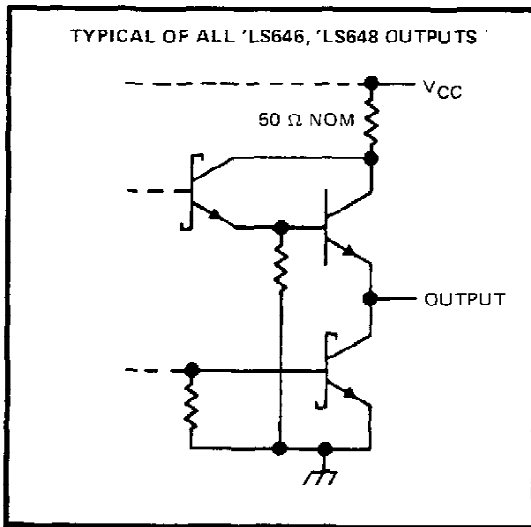 TYPICAL OF ALL 'LS646, 'LS648 OUTPUTS
VCC
50 Ω NOM
OUTPUT